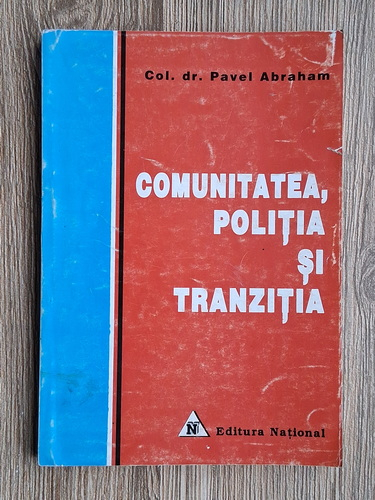 Col. dr. Pavel Abraham
COMUNITATEA,
POLIȚIA
ȘI
TRANZIȚIA
N
Editura Național